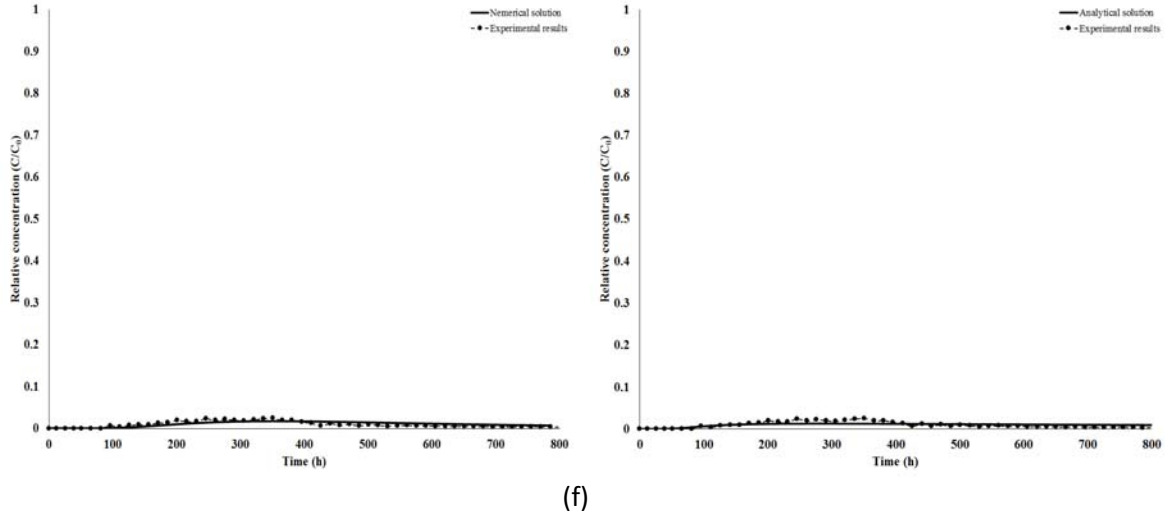 Nemerical solution
Experimental results
Relative concentration (C/C0)
1
0.9
0.8
0.7
0.6
0.5
0.4
0.3
0.2
0.1
0
0 100 200 300 400 500 600 700 800
Time (h)
Analytical solution
Experimental results
Relative concentration (C/C0)
1
0.9
0.8
0.7
0.6
0.5
0.4
0.3
0.2
0.1
0
0 100 200 300 400 500 600 700 800
Time (h)
(f)